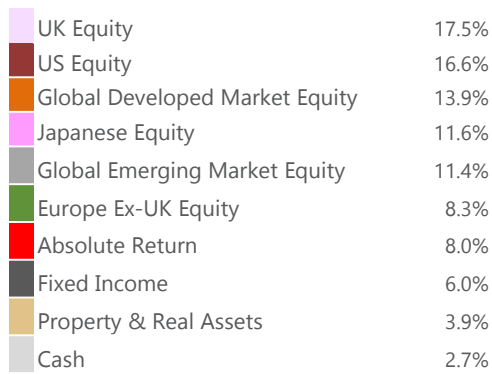 UK Equity 17.5%
US Equity 16.6%
Global Developed Market Equity 13.9%
Japanese Equity 11.6%
Global Emerging Market Equity 11.4%
Europe Ex-UK Equity 8.3%
Absolute Return 8.0%
Fixed Income 6.0%
Property & Real Assets 3.9%
Cash 2.7%